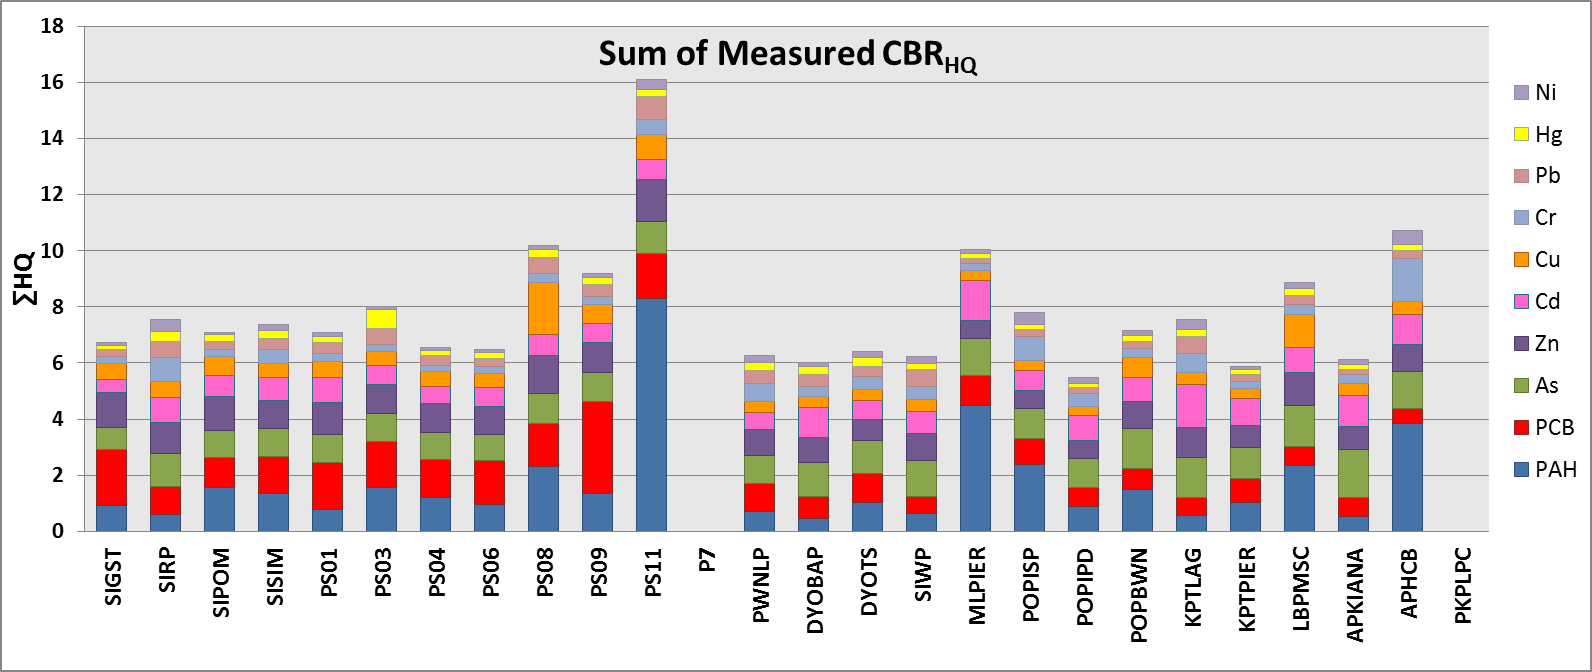 Sum of Measured CBRHQ
∑HQ
18
16
14
12
10
8
6
4
2
0
SIGST
SIRP
SIPOM
SISIM
PS01
PS03
PS04
PS06
PS08
PS09
PS11
P7
PWNLP
DYOBAP
DYOTS
SIWP
MLPIER
POPISP
POPIPD
POPBWN
KPTLAG
KPTPIER
LBPMSC
APKIANA
APHCB
PKPLPC
Ni
Hg
Pb
Cr
Cu
Cd
Zn
As
PCB
PAH